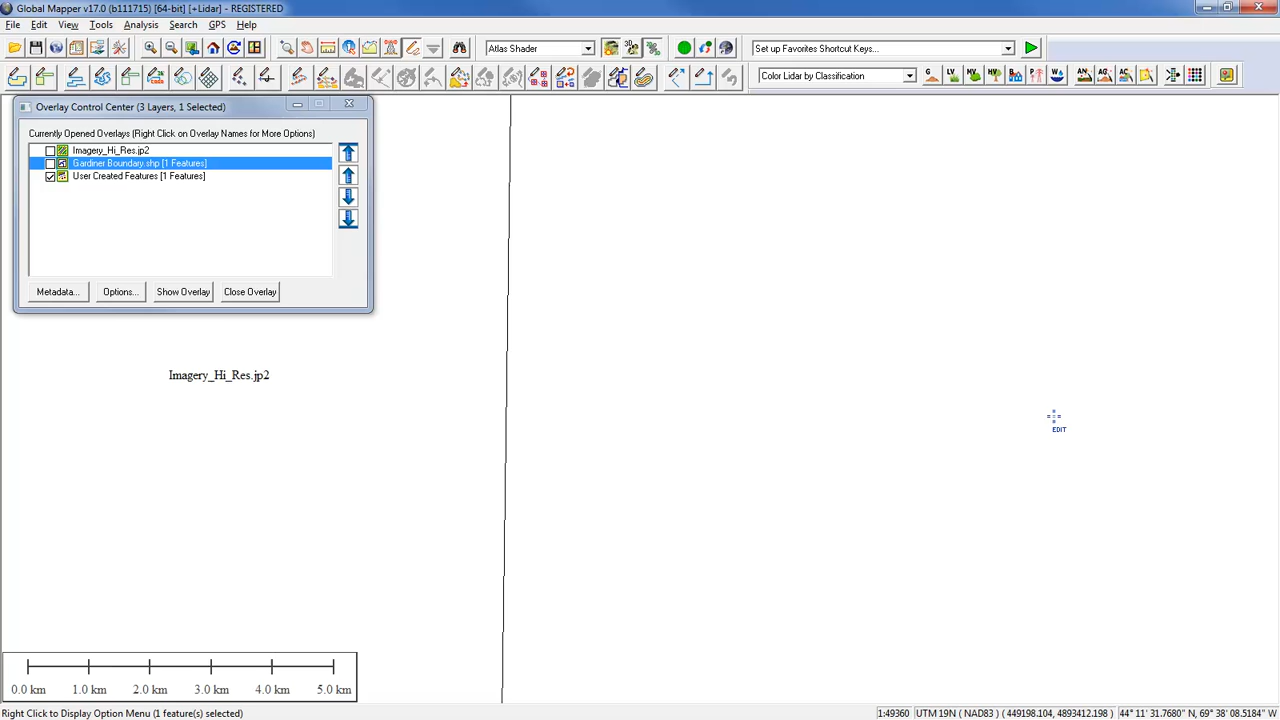 Global Mapper v17.0 (b111715) [64-bit] [+Lidar] - REGISTERED
File Edit View Tools Analysis Search GPS Help
Atlas Shader
Set up Favorites Shortcut Keys...
Color Lidar by Classification
Overlay Control Center (3 Layers, 1 Selected)
Currently Opened Overlays (Right Click on Overlay Names for More Options)
Imagery_Hi_Res.jp2
Gardiner Boundary.shp [1 Features]
User Created Features [1 Features]
Metadata... Options... Show Overlay Close Overlay
Imagery_Hi_Res.jp2
EDIT
0.0 km 1.0 km 2.0 km 3.0 km 4.0 km 5.0 km
Right Click to Display Option Menu (1 feature(s) selected)
1:49360 UTM 19N ( NAD83 ) ( 449198.104, 4893412.198 ) 44° 11' 31.7680" N, 69° 38' 08.5184" W